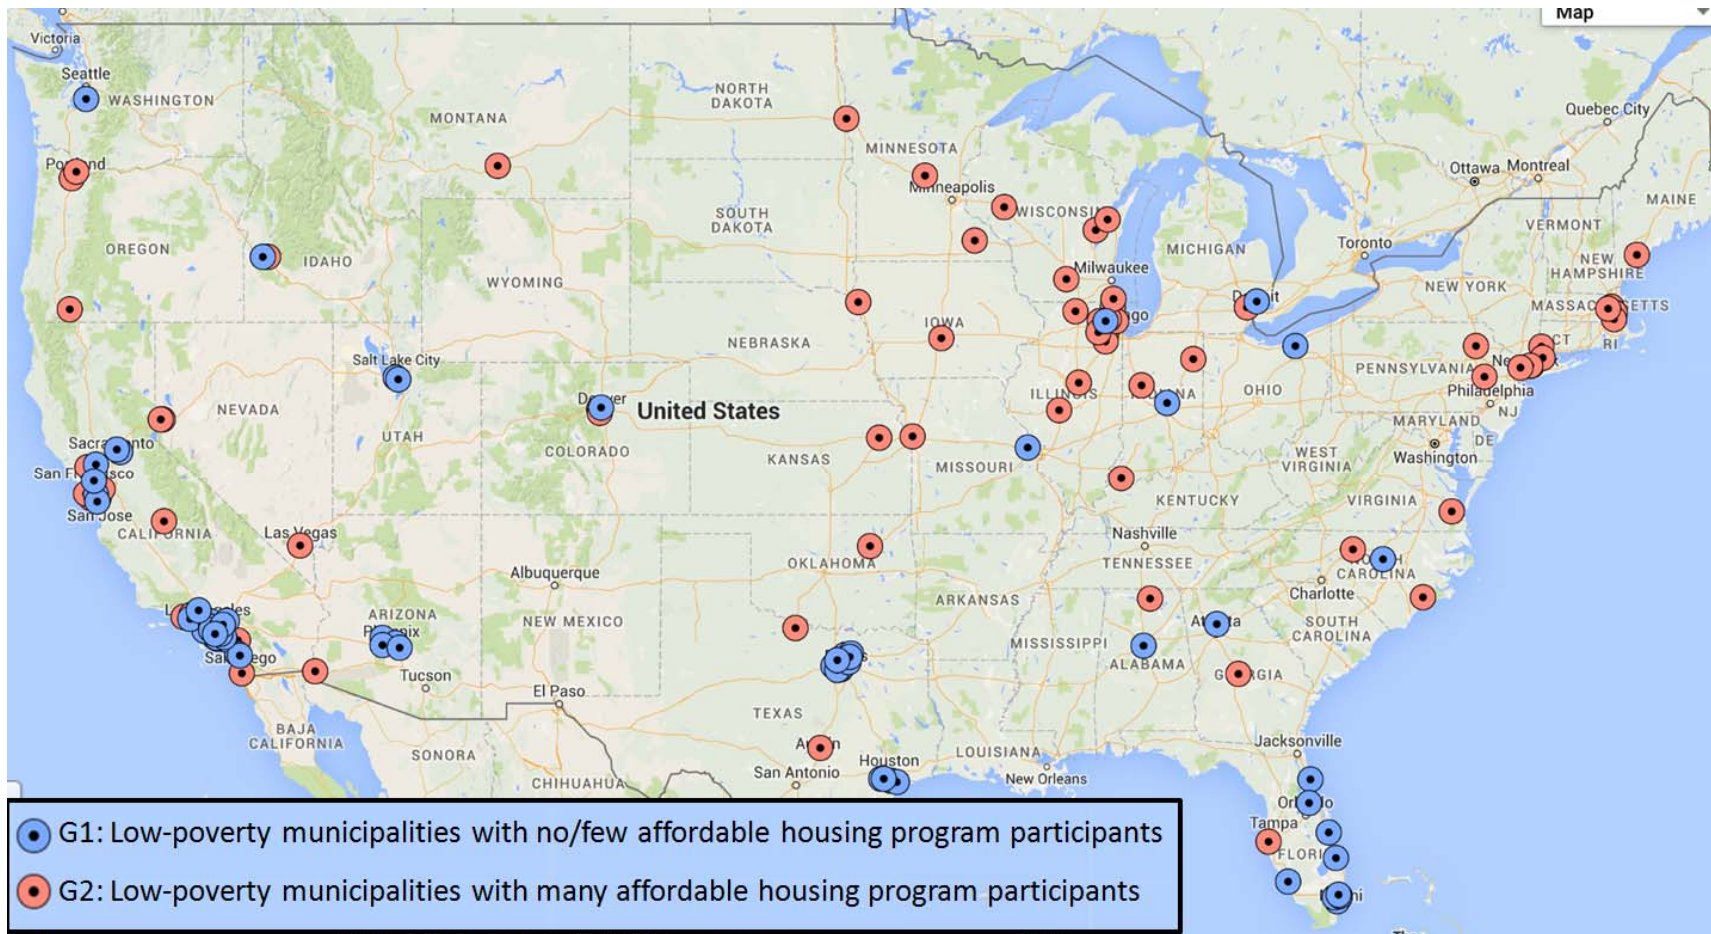 Map
Victoria
Seattle
WASHINGTON
NORTH
DAKOTA
MONTANA
MINNESOTA
Quebec City
Ottawa
Montreal
MAINE
Minneapolis
SOUTH
DAKOTA
OREGON
IDAHO
MICHIGAN
VERMONT
Toronto
NEW
HAMPSHIRE
WYOMING
Milwaukee
NEW YORK
IOWA
NEBRASKA
RI
Salt Lake City
PENNSYLVANIA
Philadelphia
OHIO
NJ
NEVADA
United States
UTAH
MARYLAND
DE
COLORADO
KANSAS
MISSOURI
WEST
VIRGINIA
Washington
KENTUCKY
VIRGINIA
San Jose
CALIFORNIA
Las Vegas
Nashville
TENNESSEE
OKLAHOMA
Albuquerque
CAROLINA
Charlotte
ARKANSAS
ARIZONA
NEW MEXICO
SOUTH
CAROLINA
MISSISSIPPI
ALABAMA
Tucson
El Paso
TEXAS
BAJA
CALIFORNIA
SONORA
Jacksonville
LOUISIANA
Houston
San Antonio
New Orleans
CHIHUAHUA
Tampa
G1: Low-poverty municipalities with no/few affordable housing program participants
G2: Low-poverty municipalities with many affordable housing program participants